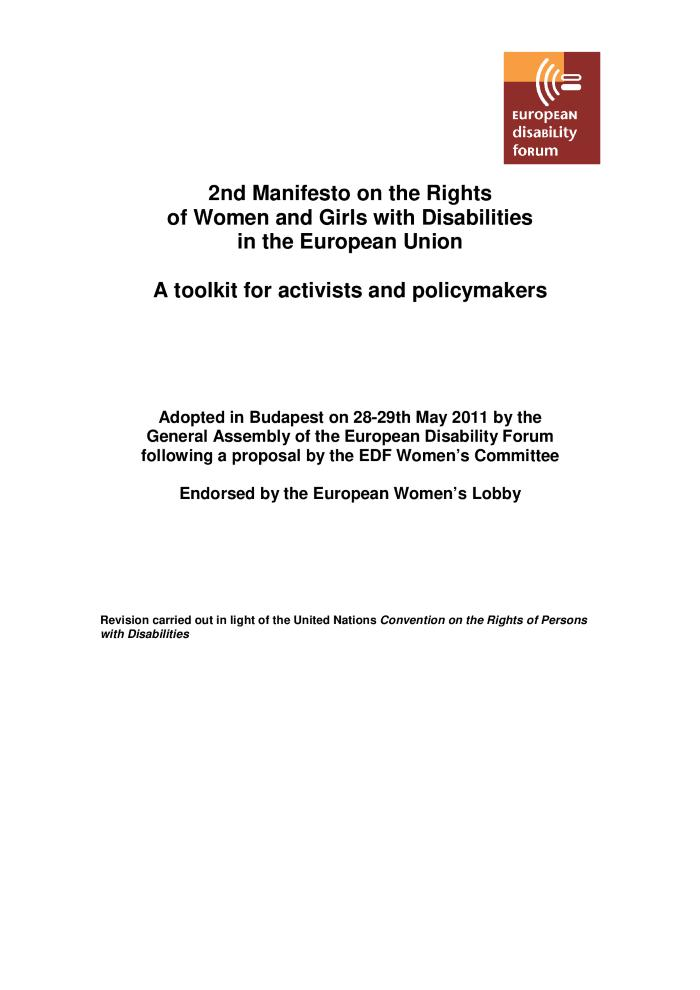 EUROPEAN
disability
forum
2nd Manifesto on the Rights
of Women and Girls with Disabilities
in the European Union
A toolkit for activists and policymakers
Adopted in Budapest on 28-29th May 2011 by the
General Assembly of the European Disability Forum
following a proposal by the EDF Women’s Committee
Endorsed by the European Women’s Lobby
Revision carried out in light of the United Nations Convention on the Rights of Persons
with Disabilities